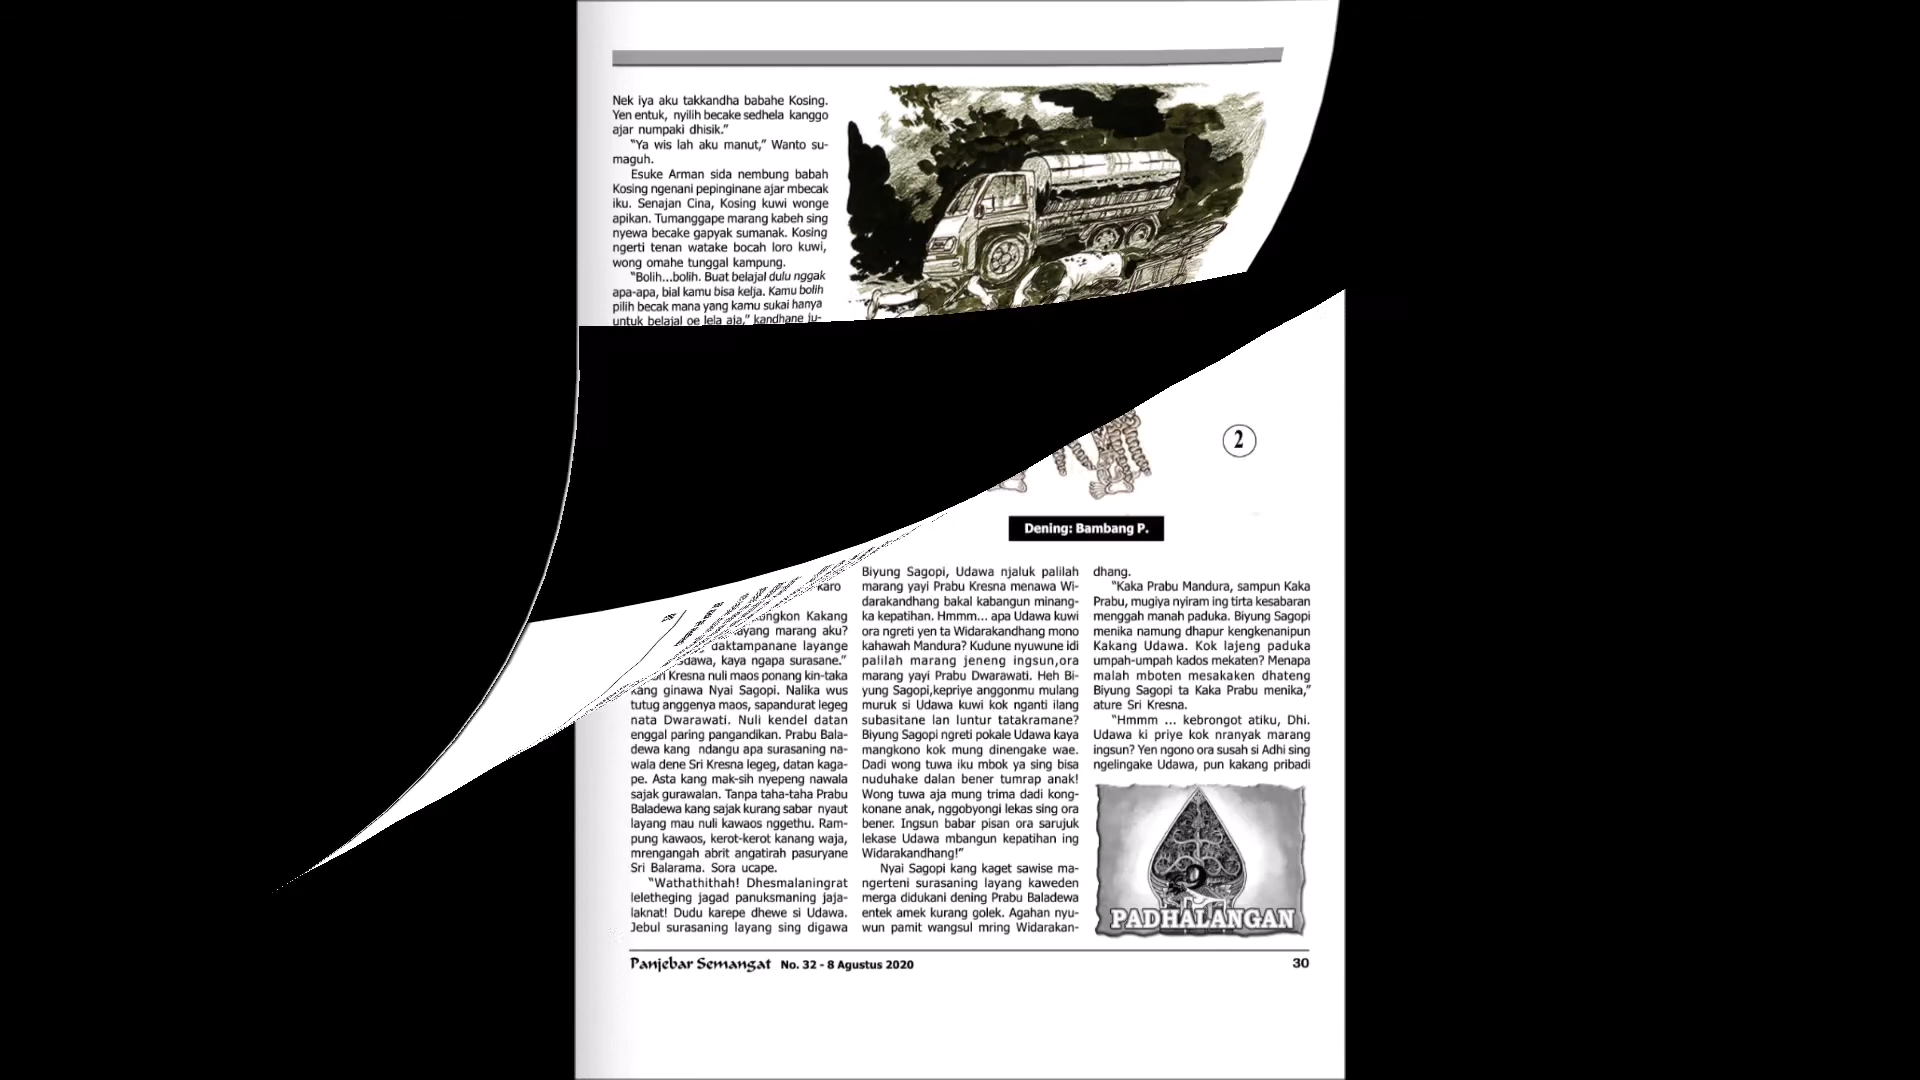 Nek iya aku takkandha babahe Kosing.
Yen entuk, nyilih becake sedhela kanggo
ajar numpaki dhisik.”
“Ya wis lah aku manut,” Wanto su-
maguh.
Esuke Arman sida nembung babah
Kosing ngenani pepinginane ajar mbecak
iku. Senajan Cina, Kosing kuwi wonge
apikan. Tumanggape marang kabeh sing
nyewa becake gapyak sumanak. Kosing
ngerti tenan watake bocah loro kuwi,
wong omahe tunggal kampung.
“Bolih...bolih. Buat belajal dulu nggak
apa-apa, bial kamu bisa kelja. Kamu bolih
pilih becak mana yang kamu sukai hanya
untuk belajal oe lela aja,” kandhane ju-
2
Dening: Bambang P.
karo
ongkon Kakang
ayang marang aku?
daktampanane layange
dawa, kaya ngapa surasane.”
Kresna nuli maos ponang kin-taka
kang ginawa Nyai Sagopi. Nalika wus
tutug anggenya maos, sapandurat legeg
nata Dwarawati. Nuli kendel datan
enggal paring pangandikan. Prabu Bala-
dewa kang ndangu apa surasaning na-
wala dene Sri Kresna legeg, datan kaga-
pe. Asta kang mak-sih nyepeng nawala
sajak gurawalan. Tanpa taha-taha Prabu
Baladewa kang sajak kurang sabar nyaut
layang mau nuli kawaos nggethu. Ram-
pung kawaos, kerot-kerot kanang waja,
mrengangah abrit angatirah pasuryane
Sri Balarama. Sora ucape.
“Wathathithah! Dhesmalaningrat
leletheging jagad panuksmaning jaja-
laknat! Dudu karepe dhewe si Udawa.
Jebul surasaning layang sing digawa
Biyung Sagopi, Udawa njaluk palilah
marang yayi Prabu Kresna menawa Wi-
darakandhang bakal kabangun minang-
ka kepatihan. Hmmm... apa Udawa kuwi
ora ngreti yen ta Widarakandhang mono
kahawah Mandura? Kudune nyuwune idi
palilah marang jeneng ingsun,ora
marang yayi Prabu Dwarawati. Heh Bi-
yung Sagopi,kepriye anggonmu mulang
muruk si Udawa kuwi kok nganti ilang
subasitane lan luntur tatakramane?
Biyung Sagopi ngreti pokale Udawa kaya
mangkono kok mung dinengake wae.
Dadi wong tuwa iku mbok ya sing bisa
nuduhake dalan bener tumrap anak!
Wong tuwa aja mung trima dadi kong-
konane anak, nggobyongi lekas sing ora
bener. Ingsun babar pisan ora sarujuk
lekase Udawa mbangun kepatihan ing
Widarakandhang!”
Nyai Sagopi kang kaget sawise ma-
ngerteni surasaning layang kaweden
merga didukani dening Prabu Baladewa
entek amek kurang golek. Agahan nyu-
wun pamit wangsul mring Widarakan-
dhang.
“Kaka Prabu Mandura, sampun Kaka
Prabu, mugiya nyiram ing tirta kesabaran
menggah manah paduka. Biyung Sagopi
menika namung dhapur kengkenanipun
Kakang Udawa. Kok lajeng paduka
umpah-umpah kados mekaten? Menapa
malah mboten mesakaken dhateng
Biyung Sagopi ta Kaka Prabu menika,”
ature Sri Kresna.
“Hmmm ... kebrongot atiku, Dhi.
Udawa ki priye kok nranyak marang
ingsun? Yen ngono ora susah si Adhi sing
ngelingake Udawa, pun kakang pribadi
PADHALANGAN
Panjebar Semangat No. 32 - 8 Agustus 2020
30